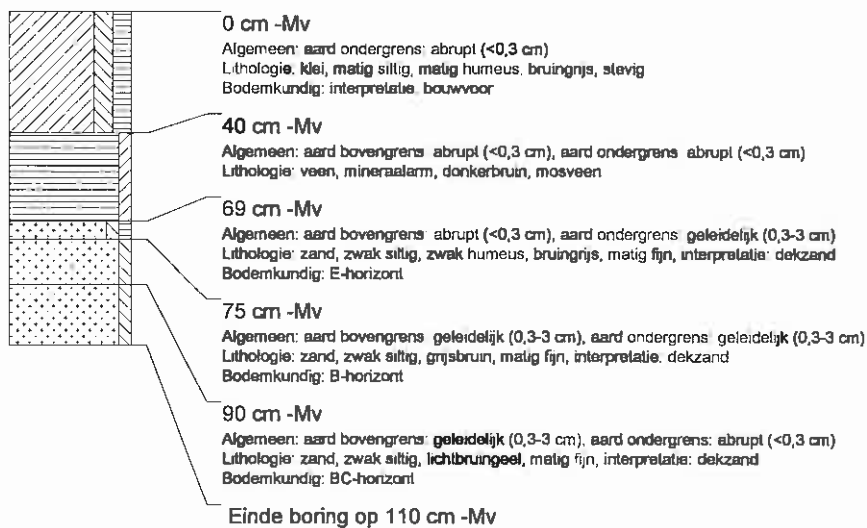 0 cm -Mv
Algemeen: aard ondergrens: abrupt (<0,3 cm)
Lithologie: klei, matig siltig, matig humeus, bruingrijs, stevig
Bodemkundig: interpretatie, bouwvoor
40 cm -Mv
Algemeen: aard bovengrens abrupt (<0,3 cm), aard ondergrens abrupt (<0,3 cm)
Lithologie: veen, mineraalarm, donkerbruin, mosveen
69 cm -Mv
Algemeen: aard bovengrens: abrupt (<0,3 cm), aard ondergrens: geleidelijk (0,3-3 cm)
Lithologie: zand, zwak siltig, zwak humeus, bruingrijs, matig fijn, interpretatie: dekzand
Bodemkundig: E-horizont
75 cm -Mv
Algemeen: aard bovengrens: geleidelijk (0,3-3 cm), aard ondergrens: geleidelijk (0,3-3 cm)
Lithologie: zand, zwak siltig, grijsbruin, matig fijn, interpretatie: dekzand
Bodemkundig: B-horizont
90 cm -Mv
Algemeen: aard bovengrens: geleidelijk (0,3-3 cm), aard ondergrens: abrupt (<0,3 cm)
Lithologie: zand, zwak siltig, lichtbruingeel, matig fijn, interpretatie: dekzand
Bodemkundig: BC-horizont
Einde boring op 110 cm -Mv